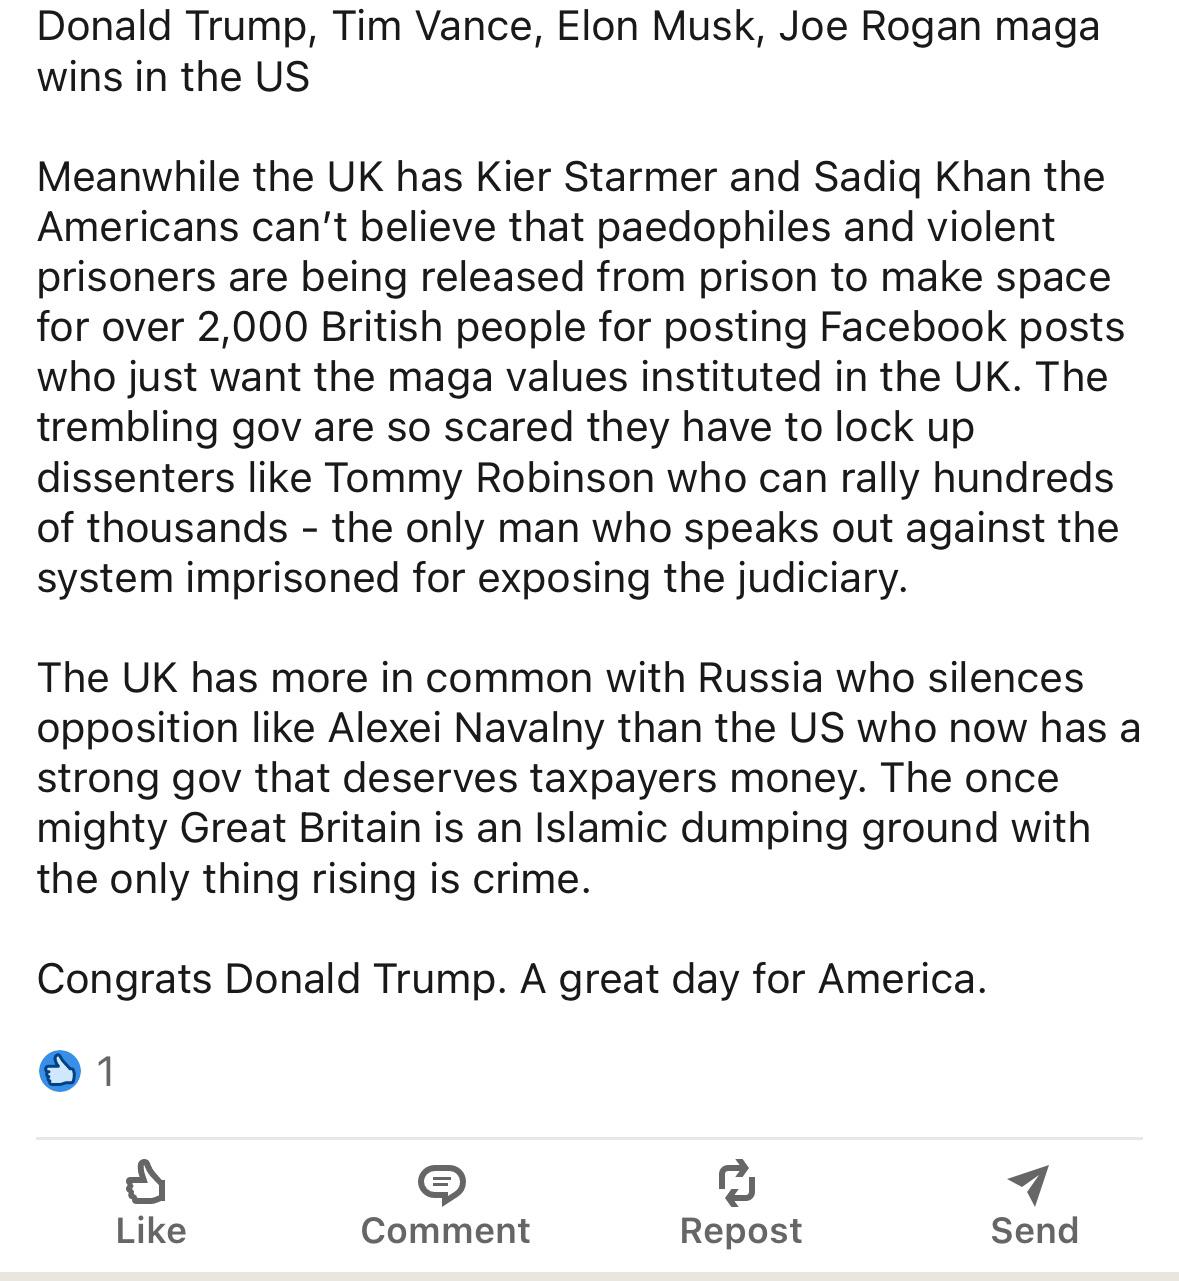 Donald Trump, Tim Vance, Elon Musk, Joe Rogan maga
wins in the US
Meanwhile the UK has Kier Starmer and Sadiq Khan the
Americans can’t believe that paedophiles and violent
prisoners are being released from prison to make space
for over 2,000 British people for posting Facebook posts
who just want the maga values instituted in the UK. The
trembling gov are so scared they have to lock up
dissenters like Tommy Robinson who can rally hundreds
of thousands - the only man who speaks out against the
system imprisoned for exposing the judiciary.
The UK has more in common with Russia who silences
opposition like Alexei Navalny than the US who now has a
strong gov that deserves taxpayers money. The once
mighty Great Britain is an Islamic dumping ground with
the only thing rising is crime.
Congrats Donald Trump. A great day for America.
1
Like Comment Repost Send